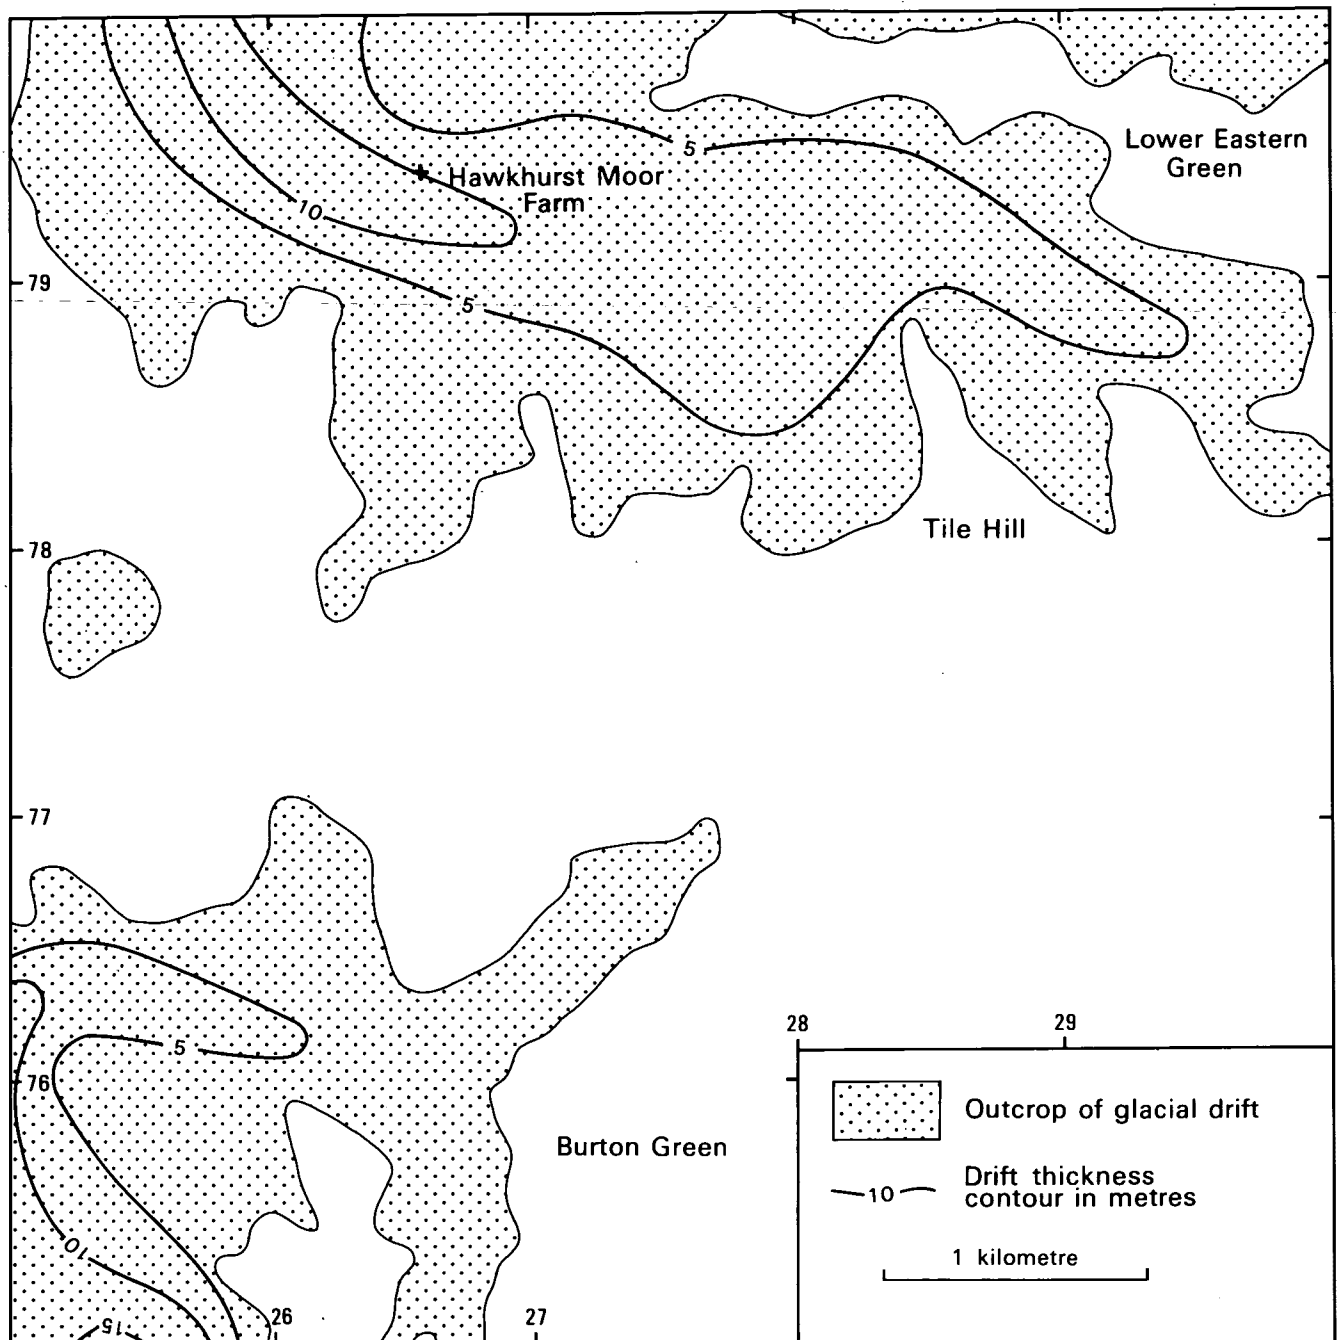 5
Lower Eastern
Green
Hawkhurst Moor
Farm
10
79
5
78
Tile Hill
77
28
29
5
76
Outcrop of glacial drift
Burton Green
Drift thickness
contour in metres
10
10
1 kilometre
26
27
15